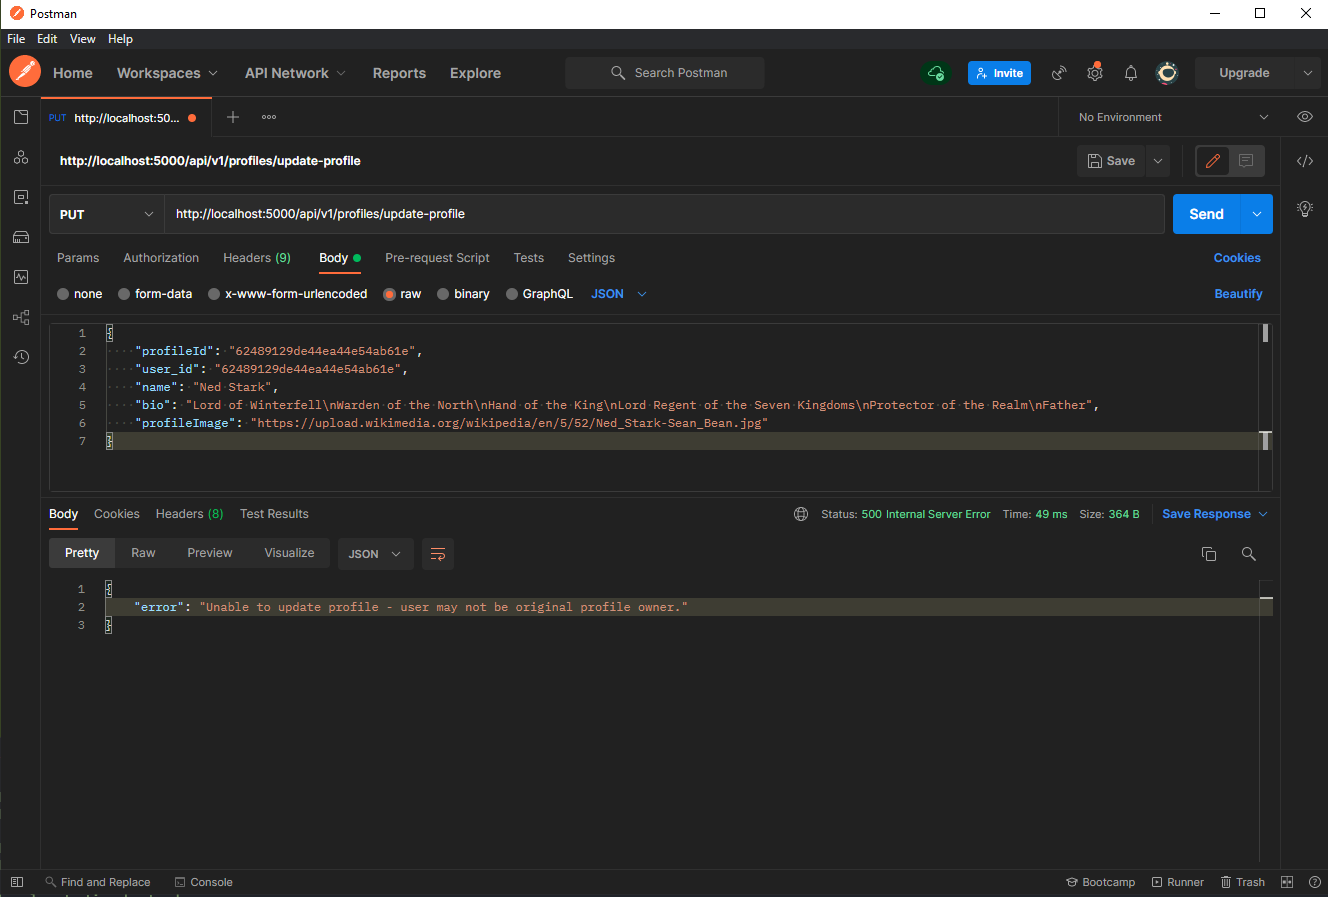 Postman
File Edit View Help
Home Workspaces API Network Reports Explore Search Postman Invite Upgrade
PUT http://localhost:50... No Environment
http://localhost:5000/api/v1/profiles/update-profile Save
PUT http://localhost:5000/api/v1/profiles/update-profile Send
Params Authorization Headers (9) Body Pre-request Script Tests Settings Cookies
none form-data x-www-form-urlencoded raw binary GraphQL JSON Beautify
1 {
2 "profileId": "62489129de44ea44e54ab61e",
3 "user_id": "62489129de44ea44e54ab61e",
4 "name": "Ned Stark",
5 "bio": "Lord of Winterfell\nWarden of the North\nHand of the King\nLord Regent of the Seven Kingdoms\nProtector of the Realm\nFather",
6 "profileImage": "https://upload.wikimedia.org/wikipedia/en/5/52/Ned_Stark-Sean_Bean.jpg"
7 }
Body Cookies Headers (8) Test Results Status: 500 Internal Server Error Time: 49 ms Size: 364 B Save Response
Pretty Raw Preview Visualize JSON
1 {
2 "error": "Unable to update profile - user may not be original profile owner."
3 }
Find and Replace Console Bootcamp Runner Trash